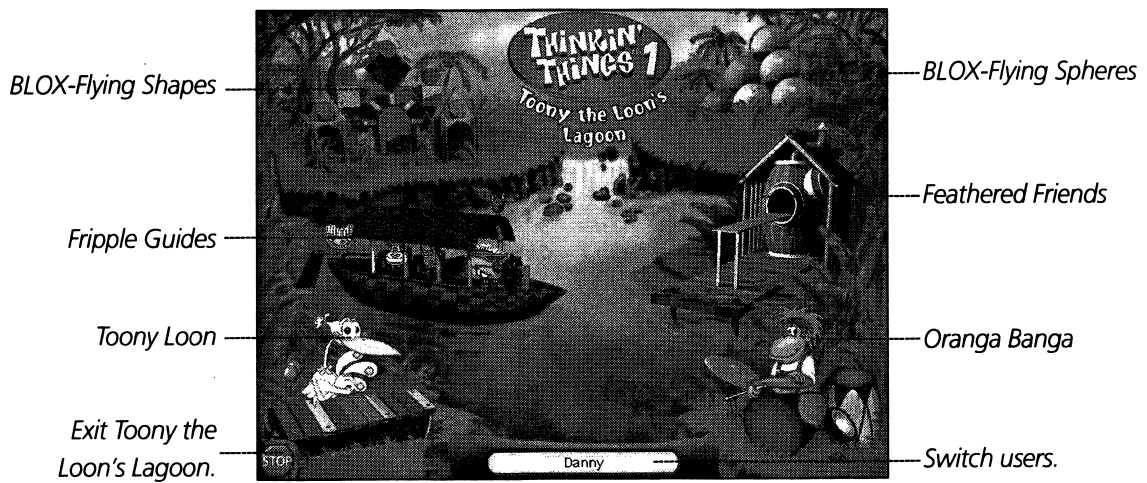 THINKIN'
THINGS 1
Toony the Loon's
Lagoon
BLOX-Flying Shapes
BLOX-Flying Spheres
Feathered Friends
Fripple Guides
Toony Loon
Oranga Banga
Exit Toony the
Loon's Lagoon.
STOP
Danny
Switch users.